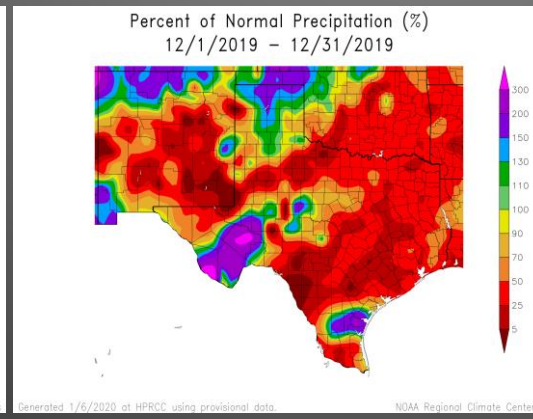 Percent of Normal Precipitation (%)
12/1/2019 – 12/31/2019
300
200
150
130
110
100
90
70
50
25
5
Generated 1/6/2020 at HPRCC using provisional data.
NOAA Regional Climate Center